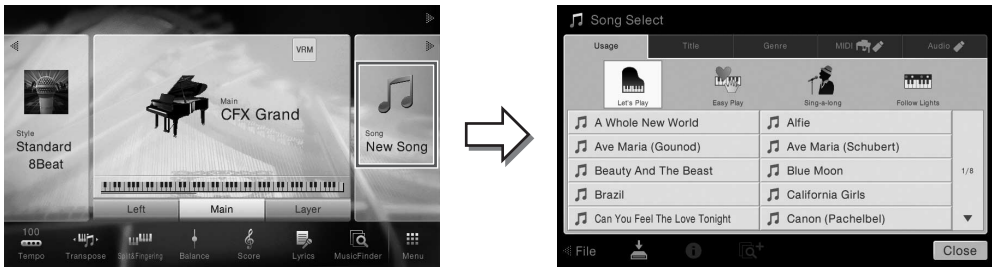 VRM
Style
Standard
8Beat
Main
CFX Grand
Song
New Song
Left Main Layer
100
Tempo Transpose Split&Fingering Balance Score Lyrics MusicFinder Menu
Song Select
Usage Title Genre MIDI Audio
Let's Play Easy Play Sing-a-long Follow Lights
A Whole New World Alfie
Ave Maria (Gounod) Ave Maria (Schubert)
Beauty And The Beast Blue Moon
1/8
Brazil California Girls
Can You Feel The Love Tonight Canon (Pachelbel)
File Close